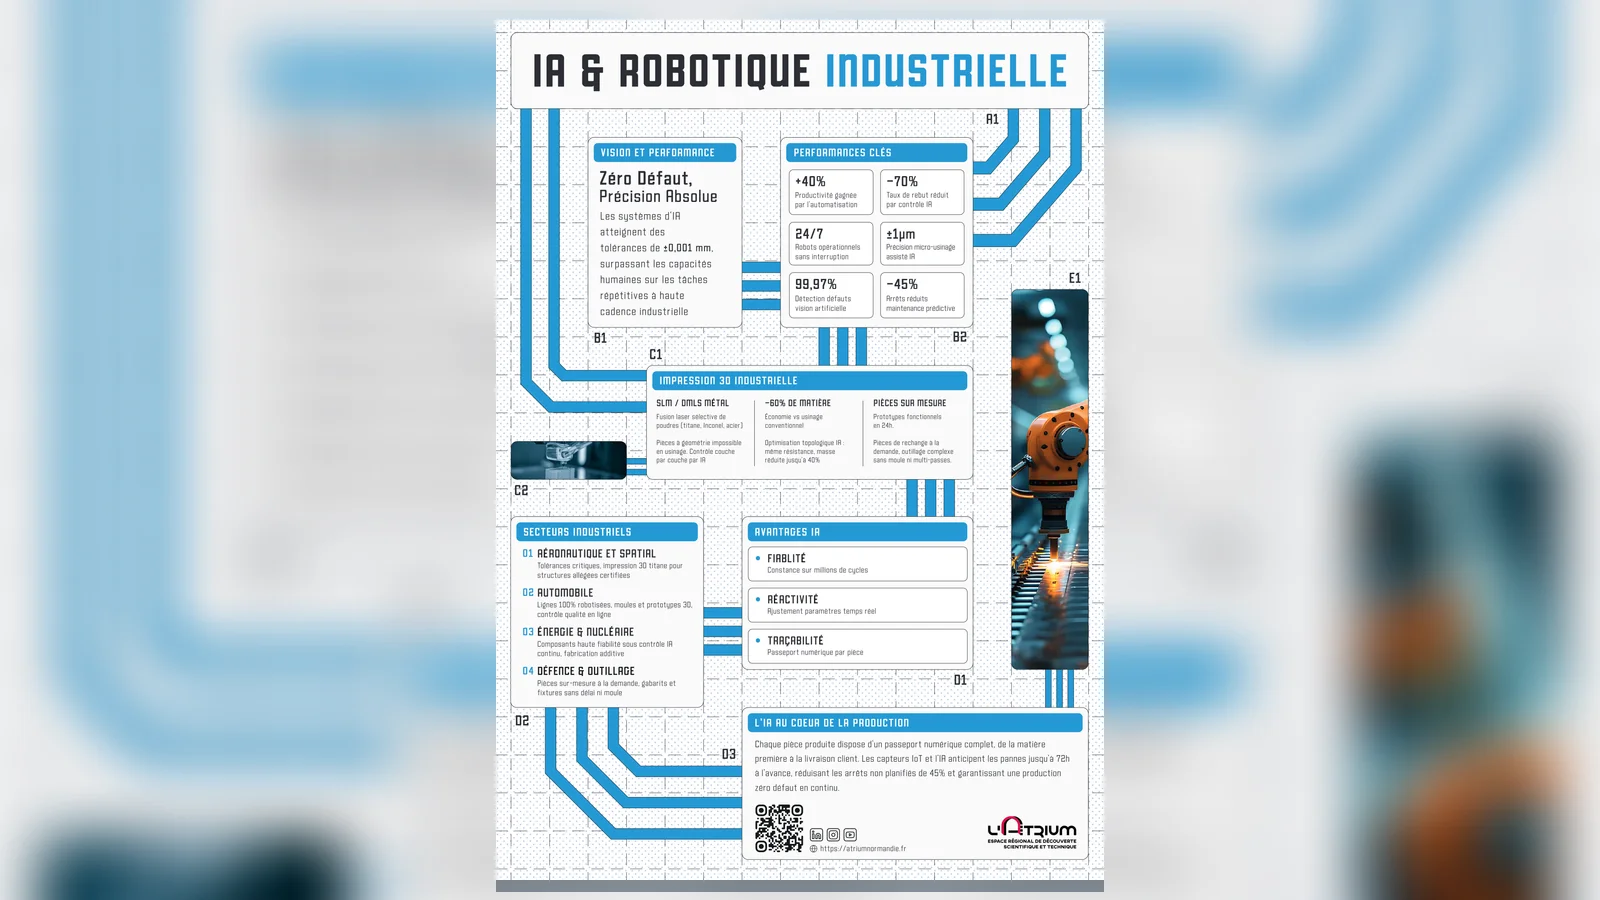 IA & ROBOTIQUE INDUSTRIELLE
A1
VISION ET PERFORMANCE
Zéro Défaut,
Précision Absolue
Les systèmes d'IA
atteignent des
tolérances de ±0,001 mm,
surpassant les capacités
humaines sur les tâches
répétitives à haute
cadence industrielle
B1
PERFORMANCES CLÉS
+40%
Productivité gagnée
par l'automatisation
−70%
Taux de rebut réduit
par contrôle IA
24/7
Robots opérationnels
sans interruption
±1µm
Précision micro-usinage
assisté IA
99,97%
Détection défauts
vision artificielle
−45%
Arrêts réduits
maintenance prédictive
B2
E1
C1
IMPRESSION 3D INDUSTRIELLE
SLM / DMLS MÉTAL
Fusion laser sélective de
poudres (titane, Inconel, acier)
Pièces à géométrie impossible
en usinage. Contrôle couche
par couche par IA
−60% DE MATIÈRE
Économie vs usinage
conventionnel
Optimisation topologique IA :
même résistance, masse
réduite jusqu'à 40%
PIÈCES SUR MESURE
Prototypes fonctionnels
en 24h.
Pièces de rechange à la
demande, outillage complexe
sans moule ni multi-passes.
C2
SECTEURS INDUSTRIELS
01 AÉRONAUTIQUE ET SPATIAL
Tolérances critiques, impression 3D titane pour
structures allégées certifiées
02 AUTOMOBILE
Lignes 100% robotisées, moules et prototypes 3D,
contrôle qualité en ligne
03 ÉNERGIE & NUCLÉAIRE
Composants haute fiabilité sous contrôle IA
continu, fabrication additive
04 DÉFENCE & OUTILLAGE
Pièces sur-mesure à la demande, gabarits et
fixtures sans délai ni moule
D2
AVANTAGES IA
FIABLITÉ
Constance sur millions de cycles
RÉACTIVITÉ
Ajustement paramètres temps réel
TRAÇABILITÉ
Passeport numérique par pièce
D1
D3
L'IA AU COEUR DE LA PRODUCTION
Chaque pièce produite dispose d'un passeport numérique complet, de la matière
première à la livraison client. Les capteurs IoT et l'IA anticipent les pannes jusqu'à 72h
à l'avance, réduisant les arrêts non planifiés de 45% et garantissant une production
zéro défaut en continu.
https://atriumnormandie.fr
L'ATRIUM
ESPACE RÉGIONAL DE DÉCOUVERTE
SCIENTIFIQUE ET TECHNIQUE